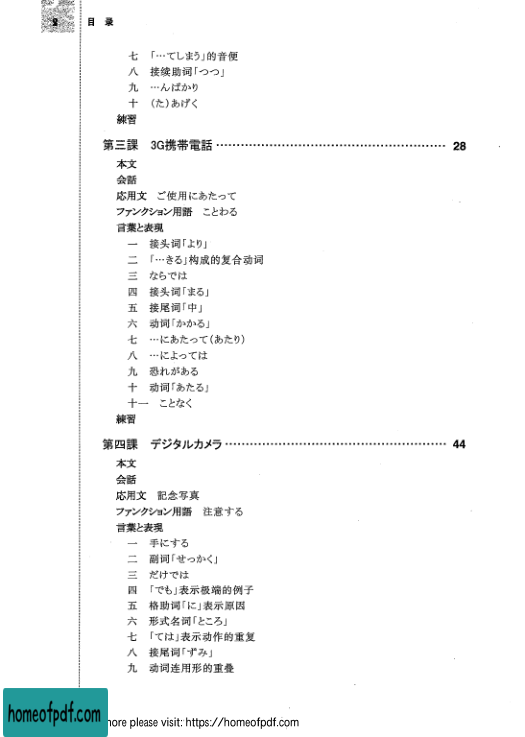 2 目 录
七 「…てしまう」的音便
八 接续助词「つつ」
九 …んばかり
十 (た)あげく
練習
第三課 3G携帯電話 …… 28
本文
会話
応用文 ご使用にあたって
ファンクション用語 ことわる
言葉と表現
一 接头词「より」
二 「…きる」构成的复合动词
三 ならでは
四 接头词「まる」
五 接尾词「中」
六 动词「かかる」
七 …にあたって(あたり)
八 …によっては
九 恐れがある
十 动词「あたる」
十一 ことなく
練習
第四課 デジタルカメラ …… 44
本文
会話
応用文 記念写真
ファンクション用語 注意する
言葉と表現
一 手にする
二 副词「せっかく」
三 だけでは
四 「でも」表示极端的例子
五 格助词「に」表示原因
六 形式名词「ところ」
七 「ては」表示动作的重复
八 接尾词「ずみ」
九 动词连用形的重叠
homeofpdf.com
more please visit: https://homeofpdf.com